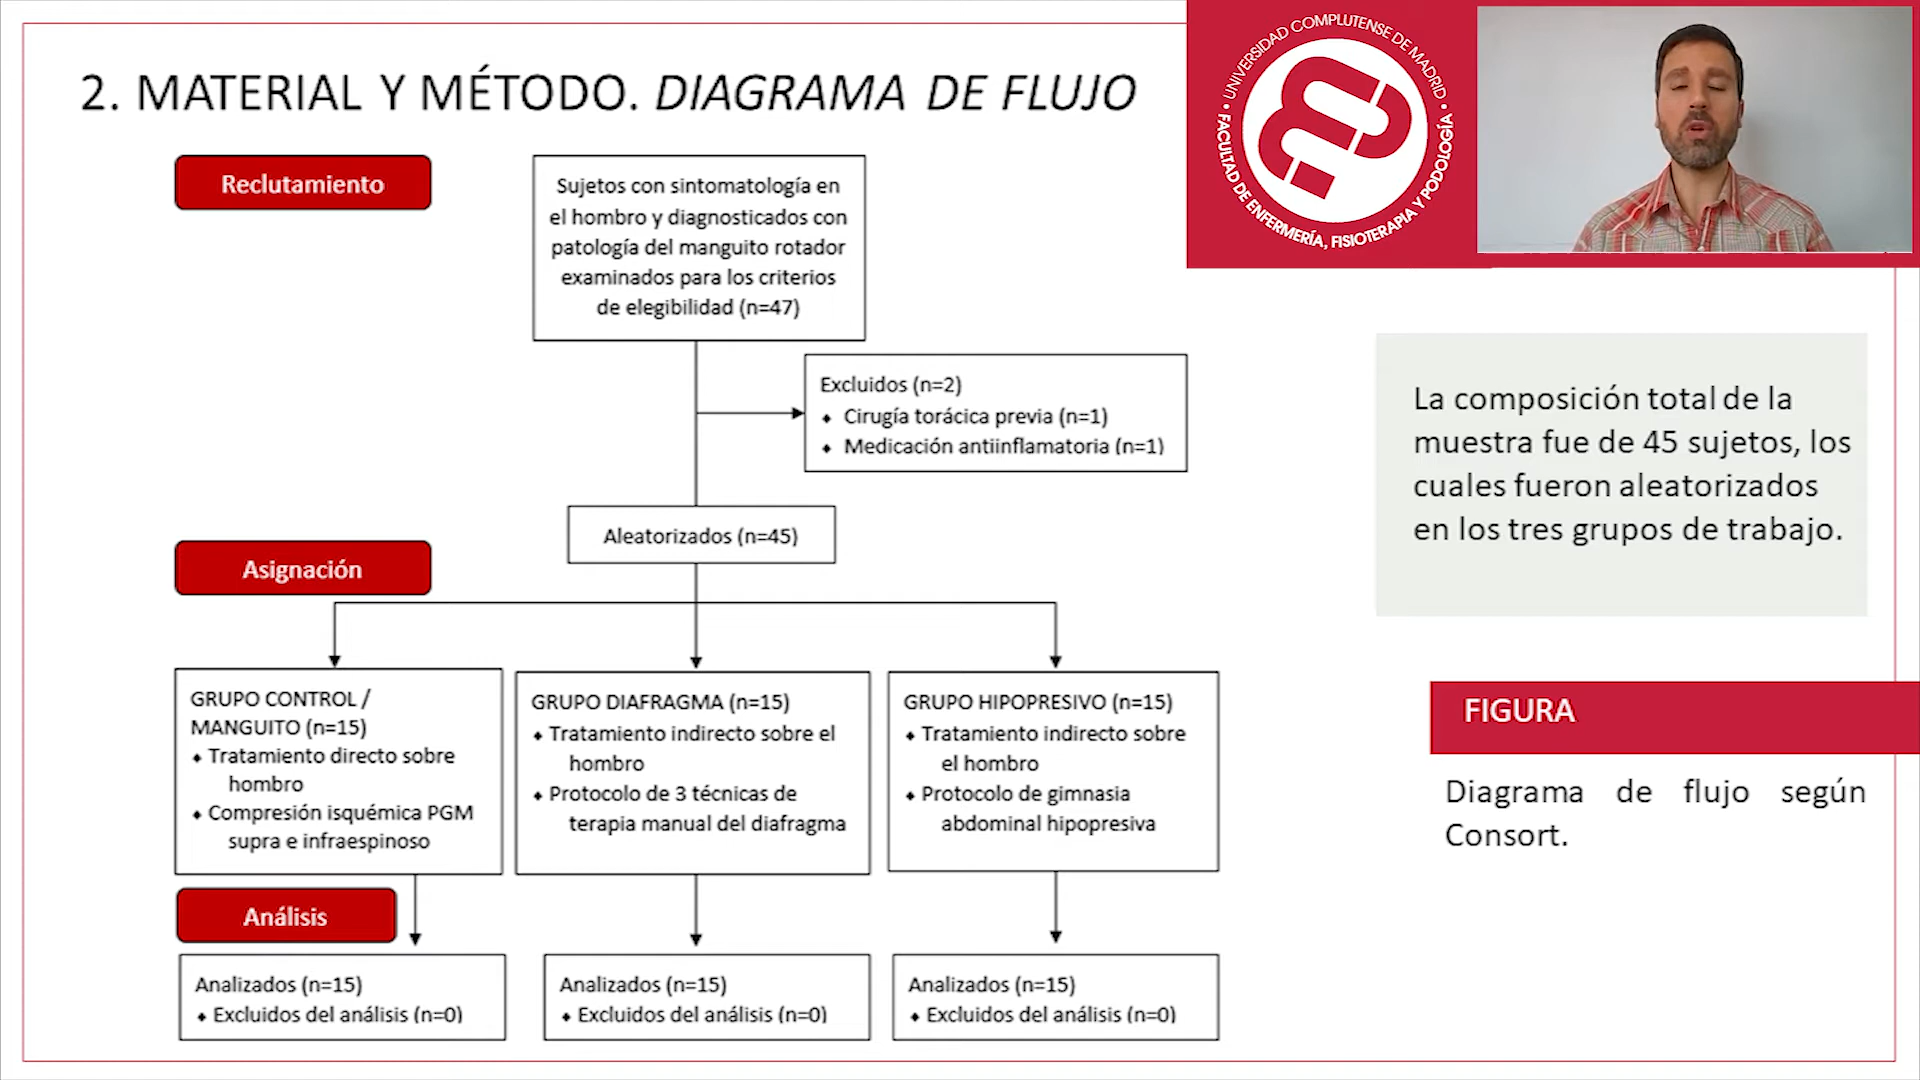 2. MATERIAL Y MÉTODO. DIAGRAMA DE FLUJO
• UNIVERSIDAD COMPLUTENSE DE MADRID •
FACULTAD DE ENFERMERÍA, FISIOTERAPIA Y PODOLOGÍA
Reclutamiento
Sujetos con sintomatología en
el hombro y diagnosticados con
patología del manguito rotador
examinados para los criterios
de elegibilidad (n=47)
Excluidos (n=2)
♦ Cirugía torácica previa (n=1)
♦ Medicación antiinflamatoria (n=1)
Aleatorizados (n=45)
Asignación
GRUPO CONTROL /
MANGUITO (n=15)
♦ Tratamiento directo sobre
hombro
♦ Compresión isquémica PGM
supra e infraespinoso
GRUPO DIAFRAGMA (n=15)
♦ Tratamiento indirecto sobre el
hombro
♦ Protocolo de 3 técnicas de
terapia manual del diafragma
GRUPO HIPOPRESIVO (n=15)
♦ Tratamiento indirecto sobre
el hombro
♦ Protocolo de gimnasia
abdominal hipopresiva
Análisis
Analizados (n=15)
♦ Excluidos del análisis (n=0)
Analizados (n=15)
♦ Excluidos del análisis (n=0)
Analizados (n=15)
♦ Excluidos del análisis (n=0)
La composición total de la
muestra fue de 45 sujetos, los
cuales fueron aleatorizados
en los tres grupos de trabajo.
FIGURA
Diagrama de flujo según
Consort.